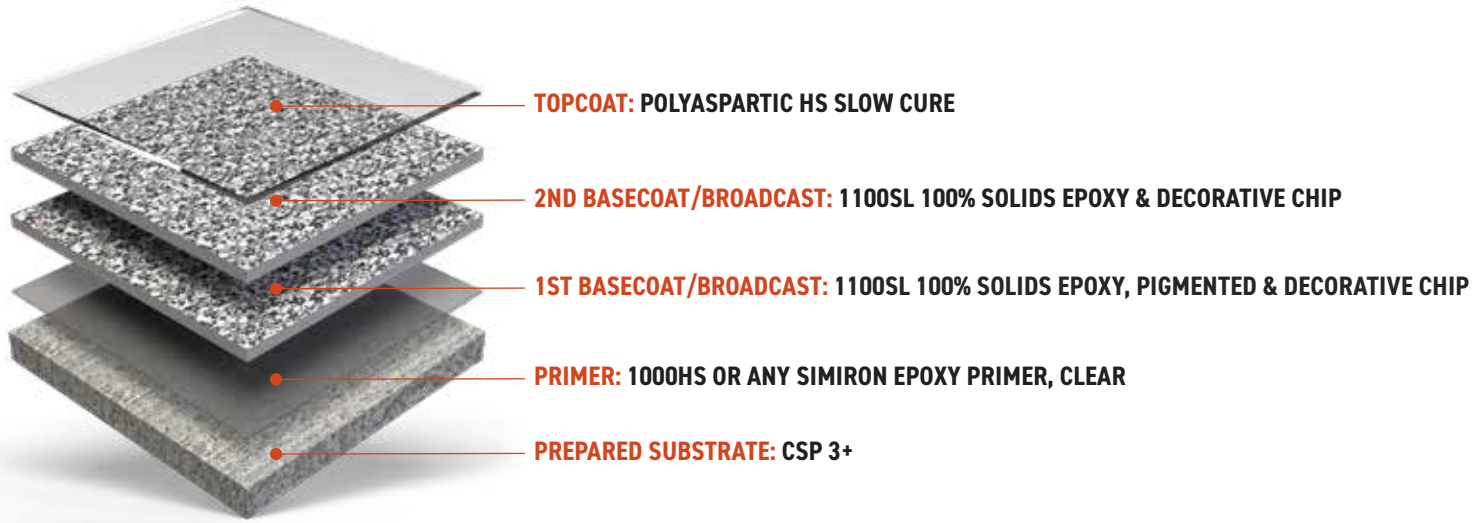 TOPCOAT: POLYASPARTIC HS SLOW CURE
2ND BASECOAT/BROADCAST: 1100SL 100% SOLIDS EPOXY & DECORATIVE CHIP
1ST BASECOAT/BROADCAST: 1100SL 100% SOLIDS EPOXY, PIGMENTED & DECORATIVE CHIP
PRIMER: 1000HS OR ANY SIMIRON EPOXY PRIMER, CLEAR
PREPARED SUBSTRATE: CSP 3+